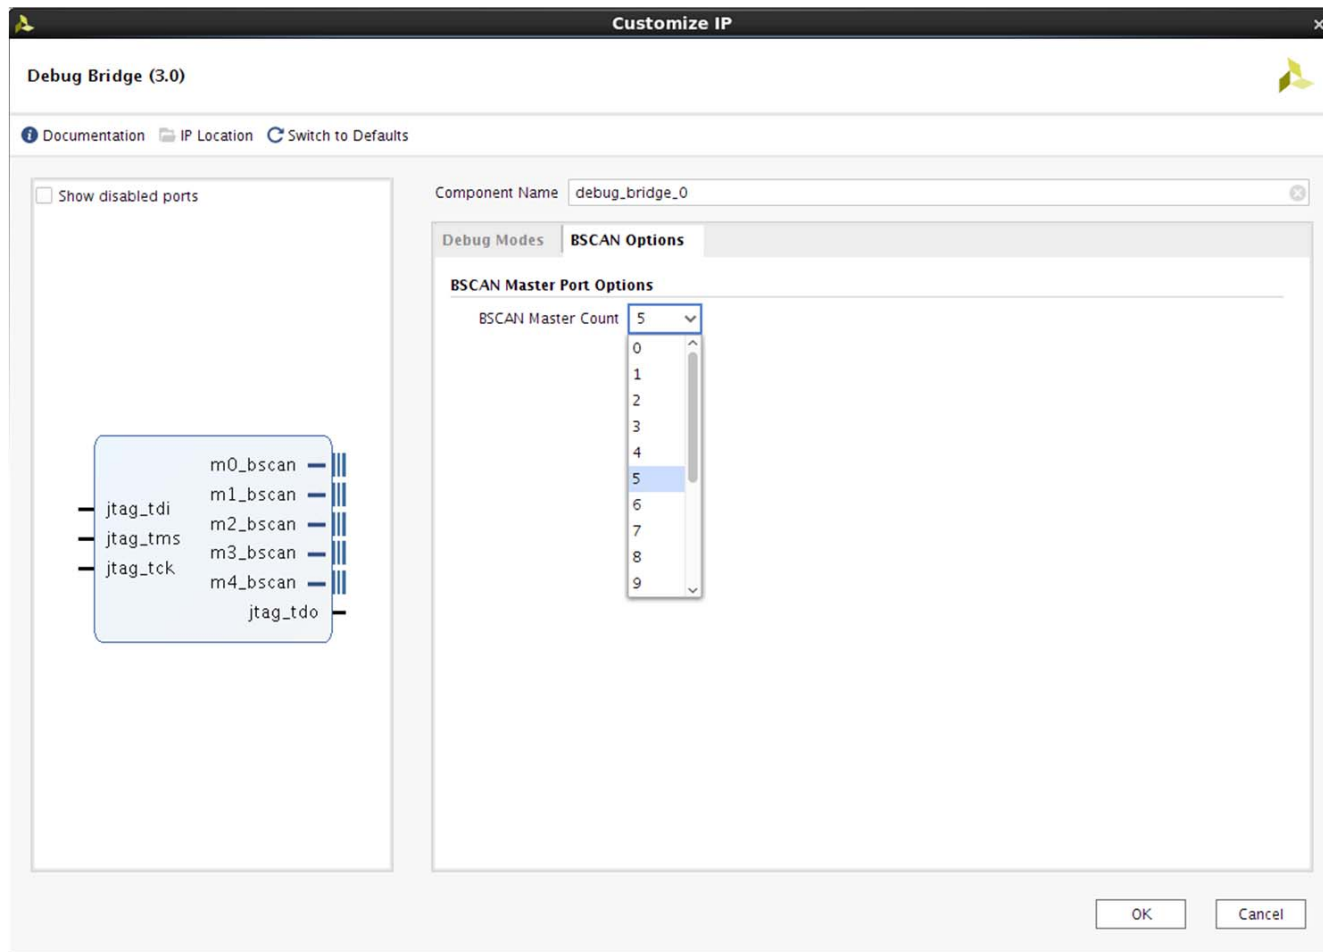 Customize IP
Debug Bridge (3.0)
Documentation IP Location Switch to Defaults
Show disabled ports
m0_bscan
m1_bscan
m2_bscan
m3_bscan
m4_bscan
jtag_tdo
jtag_tdi
jtag_tms
jtag_tck
Component Name debug_bridge_0
Debug Modes BSCAN Options
BSCAN Master Port Options
BSCAN Master Count 5
0
1
2
3
4
5
6
7
8
9
OK Cancel